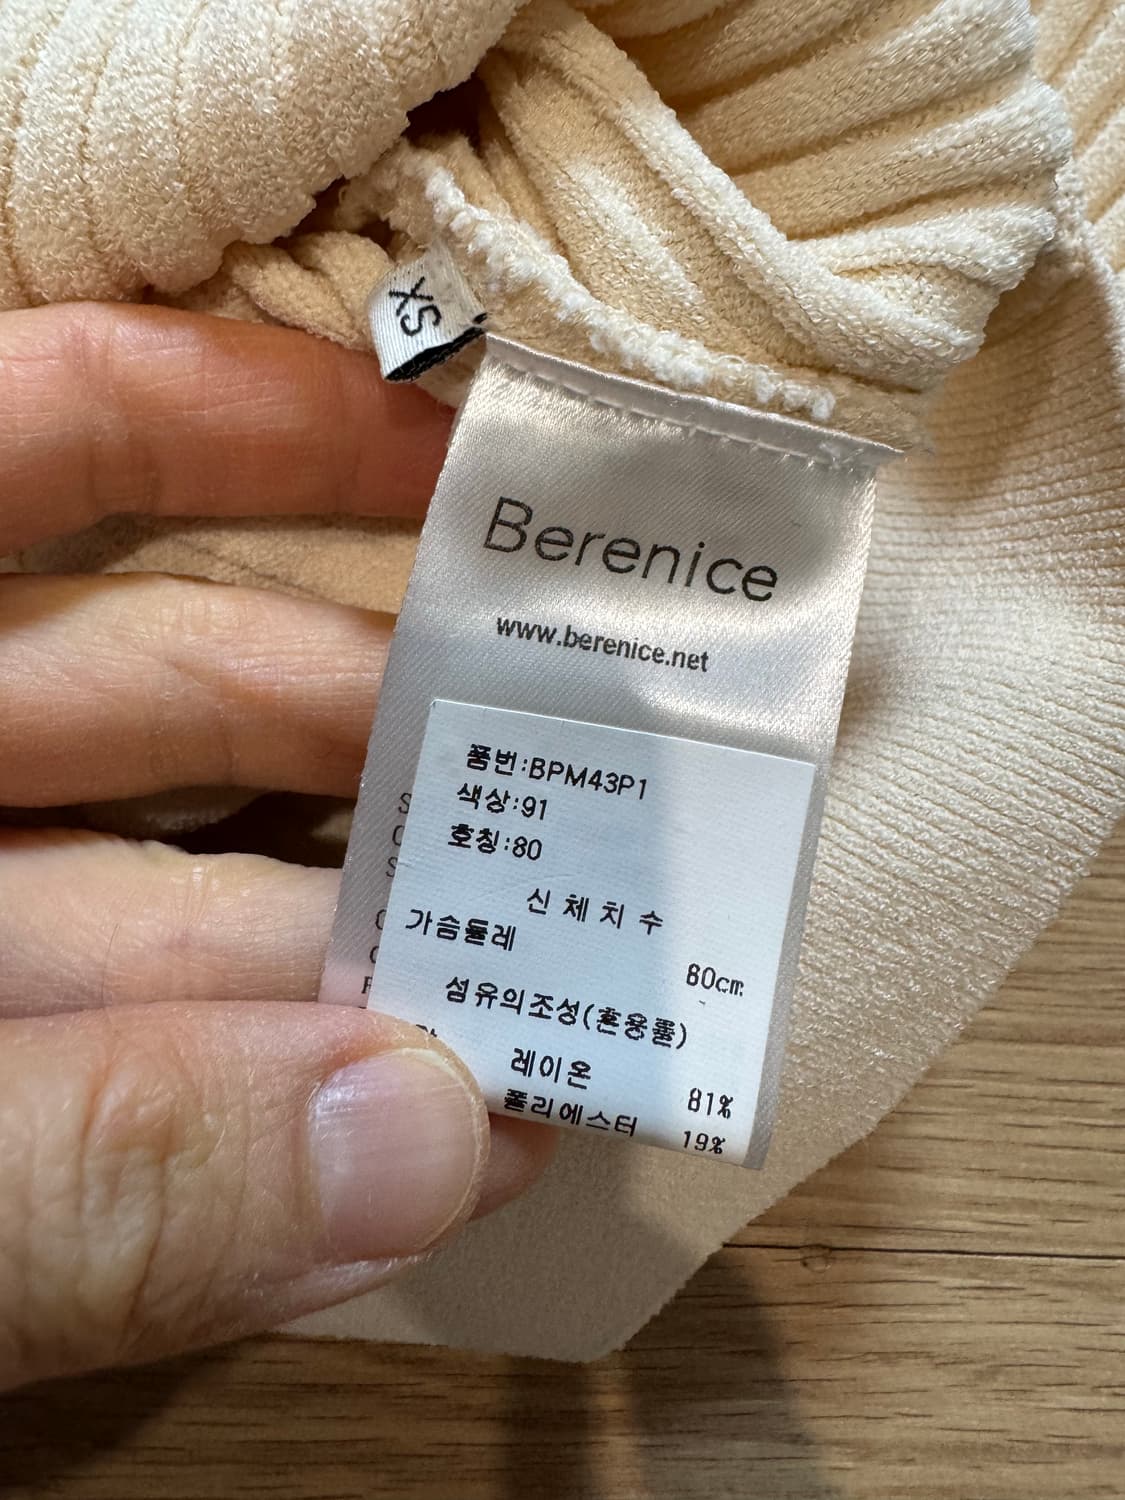 XS
Berenice
www.berenice.net
품번:BPM43P1
색상:91
호칭:80
신체치수
가슴둘레
80cm
섬유의조성(혼용률)
레이온 81%
폴리에스터 19%